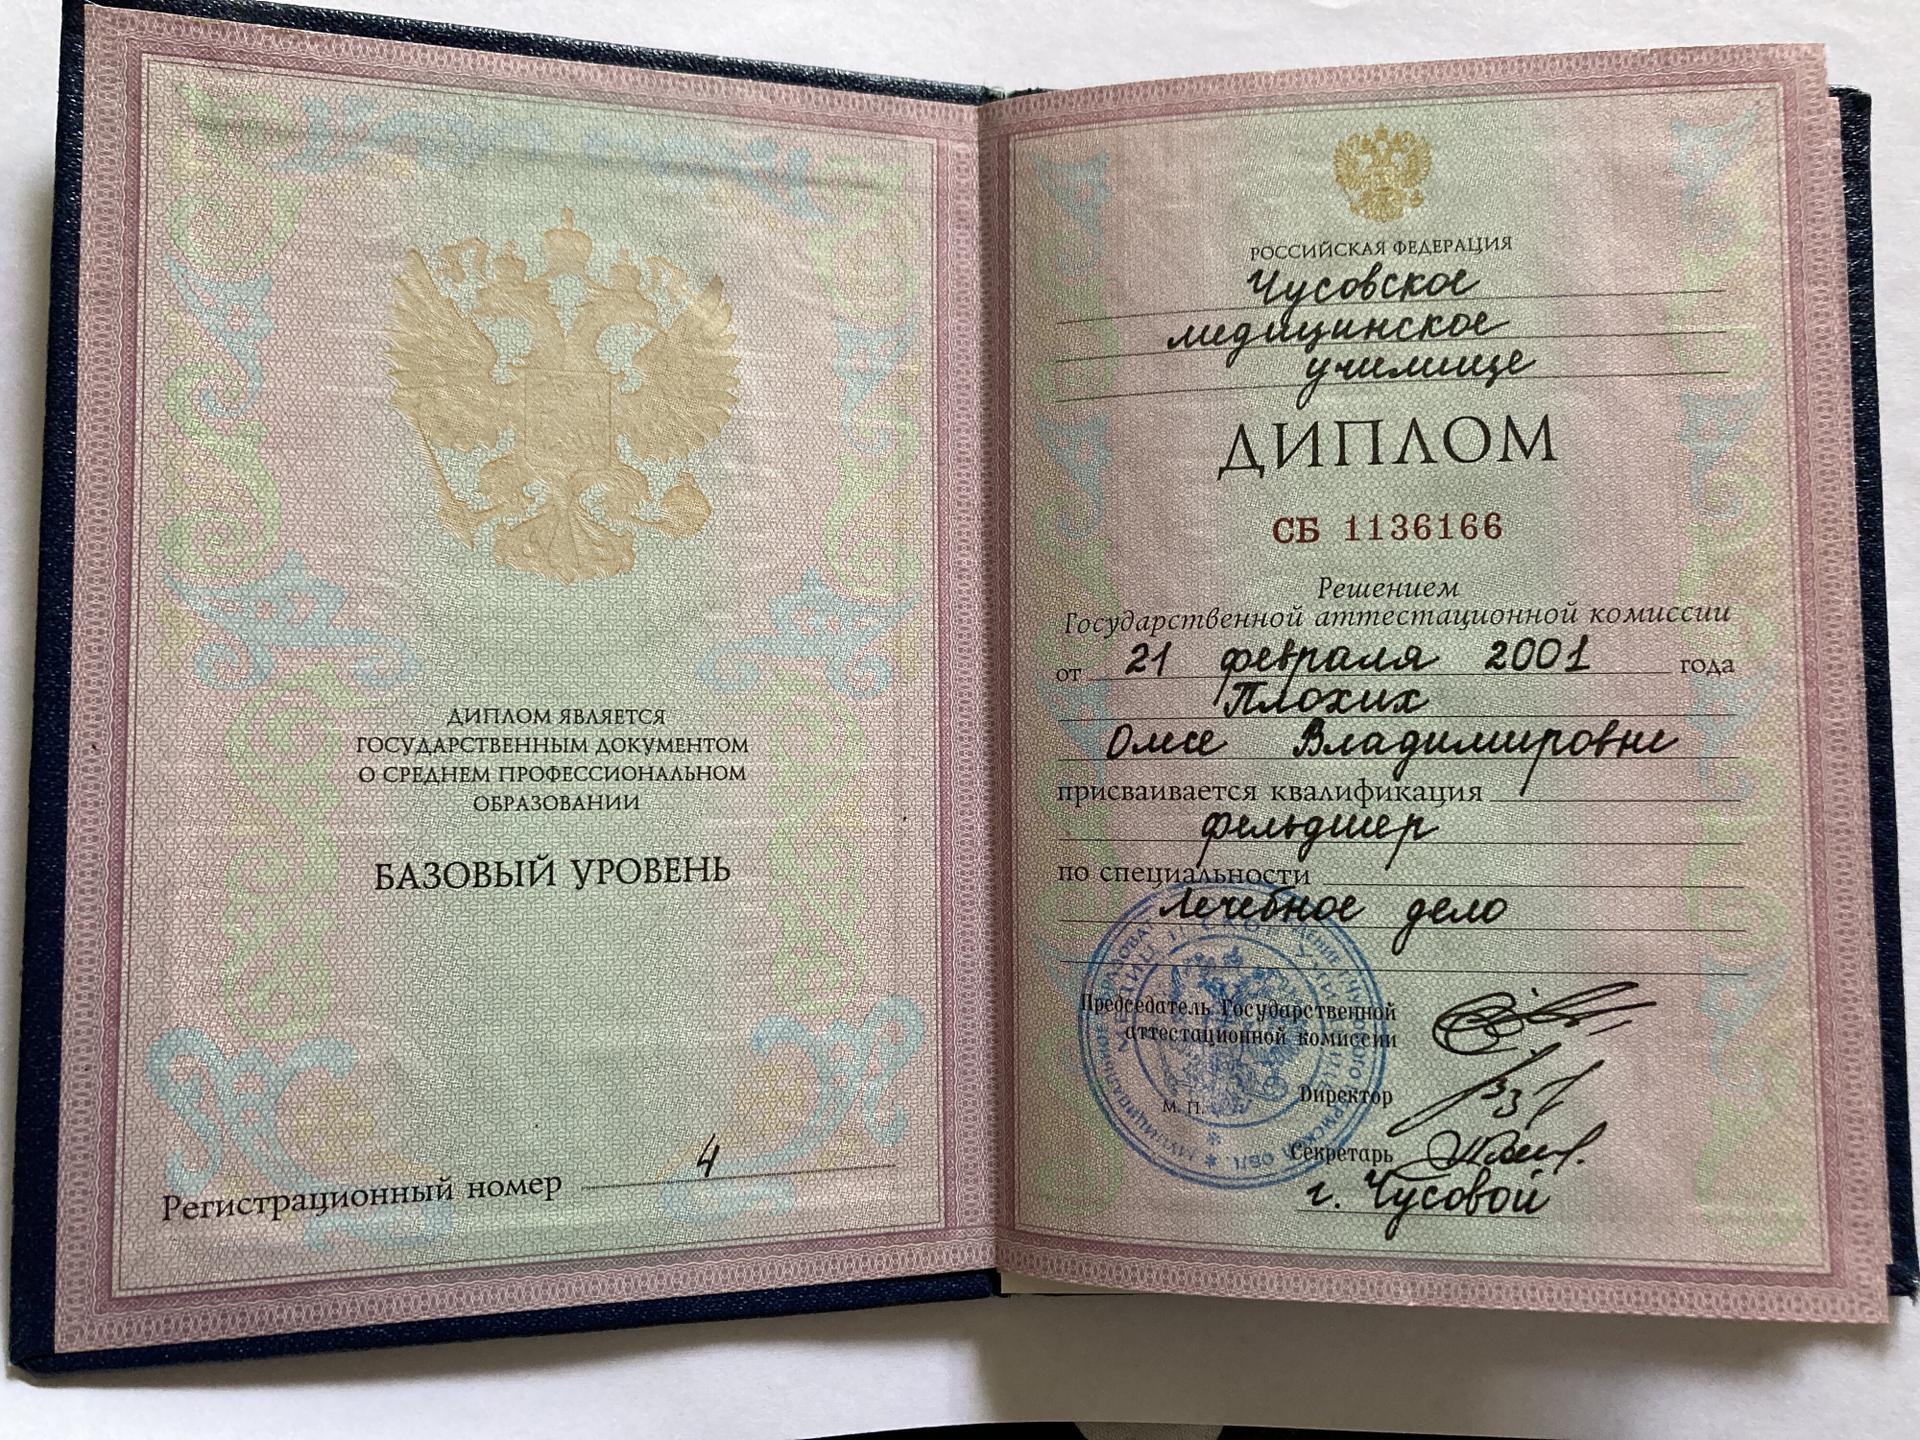 ДИПЛОМ ЯВЛЯЕТСЯ
ГОСУДАРСТВЕННЫМ ДОКУМЕНТОМ
О СРЕДНЕМ ПРОФЕССИОНАЛЬНОМ
ОБРАЗОВАНИИ
БАЗОВЫЙ УРОВЕНЬ
Регистрационный номер 4
РОССИЙСКАЯ ФЕДЕРАЦИЯ
Чусовское
медицинское
училище
ДИПЛОМ
СБ 1136166
Решением
Государственной аттестационной комиссии
от 21 февраля 2001 года
Плохих
Олесе Владимировне
присваивается квалификация
фельдшер
по специальности
Лечебное дело
Председатель Государственной
аттестационной комиссии
Директор
М. П.
Секретарь
г. Чусовой